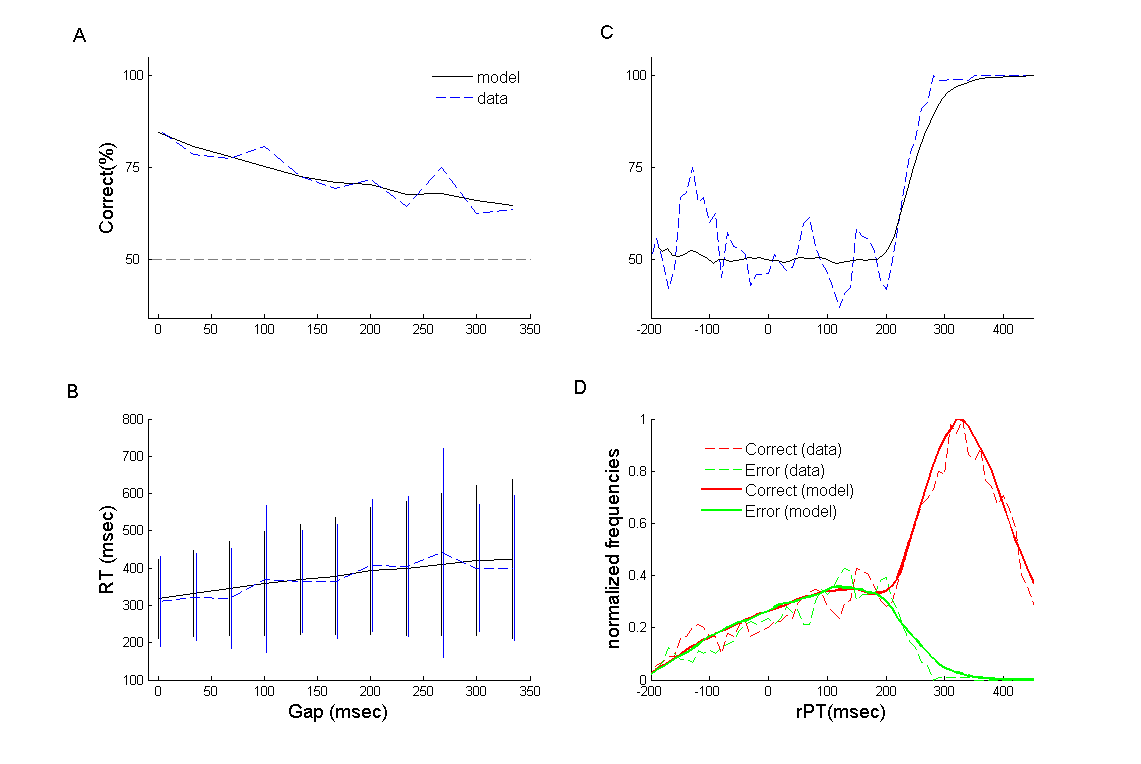 A
100
75
50
Correct(%)
model
data
0 50 100 150 200 250 300 350
C
100
75
50
-200 -100 0 100 200 300 400
B
800
700
600
500
400
300
200
100
RT (msec)
0 50 100 150 200 250 300 350
Gap (msec)
D
1
0.8
0.6
0.4
0.2
0
normalized frequencies
Correct (data)
Error (data)
Correct (model)
Error (model)
-200 -100 0 100 200 300 400
rPT(msec)